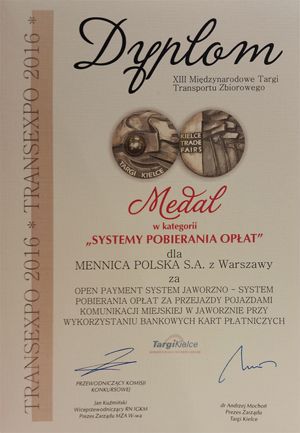 TRANSEXPO 2016 * TRANSEXPO 2016 *
Dyplom
XIII Międzynarodowe Targi
Transportu Zbiorowego
TARGI KIELCE
KIELCE
TRADE
FAIRS
Medal
w kategorii
„SYSTEMY POBIERANIA OPŁAT”
dla
MENNICA POLSKA S.A. z Warszawy
za
OPEN PAYMENT SYSTEM JAWORZNO – SYSTEM
POBIERANIA OPŁAT ZA PRZEJAZDY POJAZDAMI
KOMUNIKACJI MIEJSKIEJ W JAWORZNIE PRZY
WYKORZYSTANIU BANKOWYCH KART PŁATNICZYCH
TargiKielce
PRZEWODNICZĄCY KOMISJI
KONKURSOWEJ
Jan Kuźmiński
Wiceprzewodniczący RN IGKM
Prezes Zarządu MZA W-wa
dr Andrzej Mochoń
Prezes Zarządu
Targi Kielce